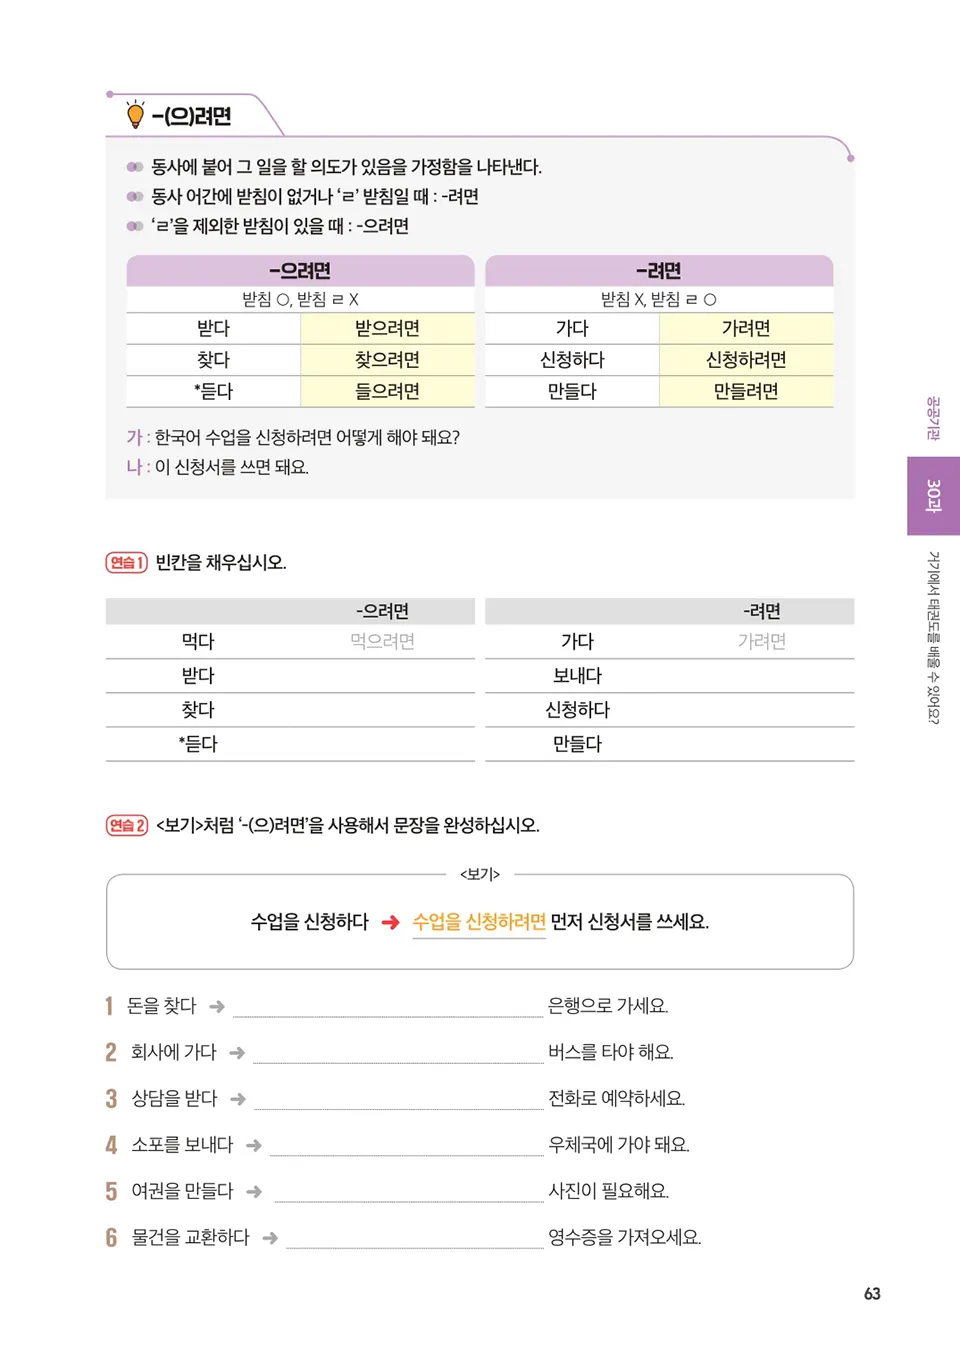 -(으)려면
동사에 붙어 그 일을 할 의도가 있음을 가정함을 나타낸다.
동사 어간에 받침이 없거나 ‘ㄹ’ 받침일 때 : -려면
‘ㄹ’을 제외한 받침이 있을 때 : -으려면
-으려면 -려면
받침 ○, 받침 ㄹ X 받침 X, 받침 ㄹ ○
받다 받으려면 가다 가려면
찾다 찾으려면 신청하다 신청하려면
*듣다 들으려면 만들다 만들려면
가 : 한국어 수업을 신청하려면 어떻게 해야 돼요?
나 : 이 신청서를 쓰면 돼요.
공공기관
30과
거기에서 태권도를 배울 수 있어요?
연습 1 빈칸을 채우십시오.
-으려면 -려면
먹다 먹으려면 가다 가려면
받다 보내다
찾다 신청하다
*듣다 만들다
연습 2 <보기>처럼 ‘-(으)려면’을 사용해서 문장을 완성하십시오.
<보기>
수업을 신청하다 ➜ 수업을 신청하려면 먼저 신청서를 쓰세요.
1 돈을 찾다 ➜ 은행으로 가세요.
2 회사에 가다 ➜ 버스를 타야 해요.
3 상담을 받다 ➜ 전화로 예약하세요.
4 소포를 보내다 ➜ 우체국에 가야 돼요.
5 여권을 만들다 ➜ 사진이 필요해요.
6 물건을 교환하다 ➜ 영수증을 가져오세요.
63